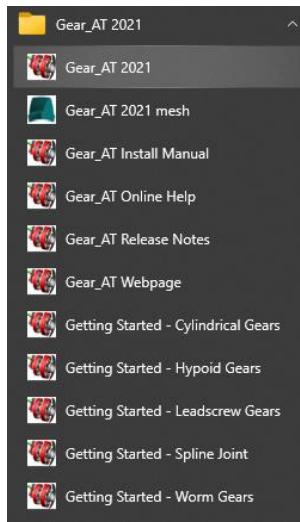 Gear_AT 2021
Gear_AT 2021
Gear_AT 2021 mesh
Gear_AT Install Manual
Gear_AT Online Help
Gear_AT Release Notes
Gear_AT Webpage
Getting Started - Cylindrical Gears
Getting Started - Hypoid Gears
Getting Started - Leadscrew Gears
Getting Started - Spline Joint
Getting Started - Worm Gears